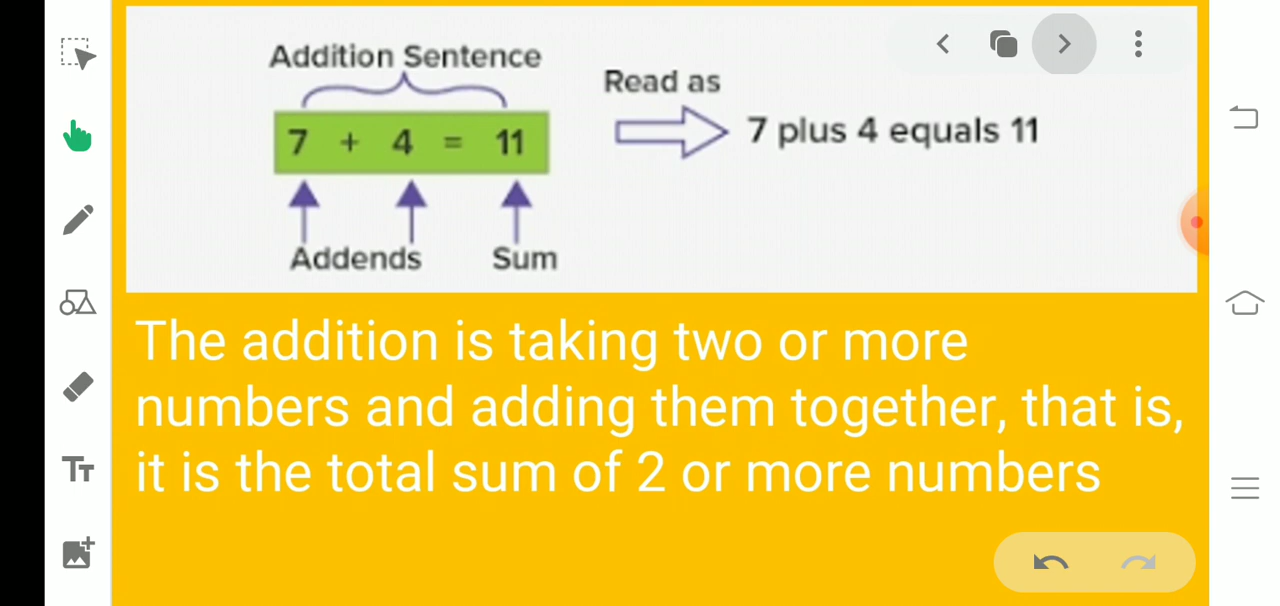 Addition Sentence
7 + 4 = 11
Addends Sum
Read as
7 plus 4 equals 11
The addition is taking two or more
numbers and adding them together, that is,
it is the total sum of 2 or more numbers
Tт